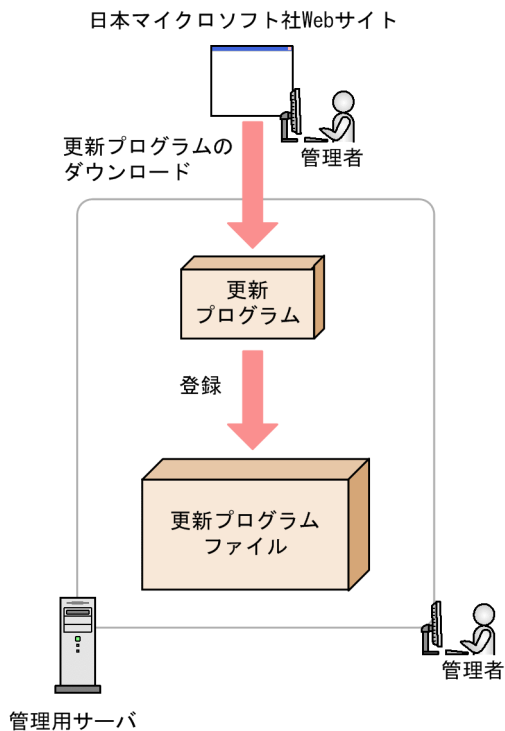 日本マイクロソフト社Webサイト
更新プログラムの
ダウンロード
管理者
更新
プログラム
登録
更新プログラム
ファイル
管理者
管理用サーバ